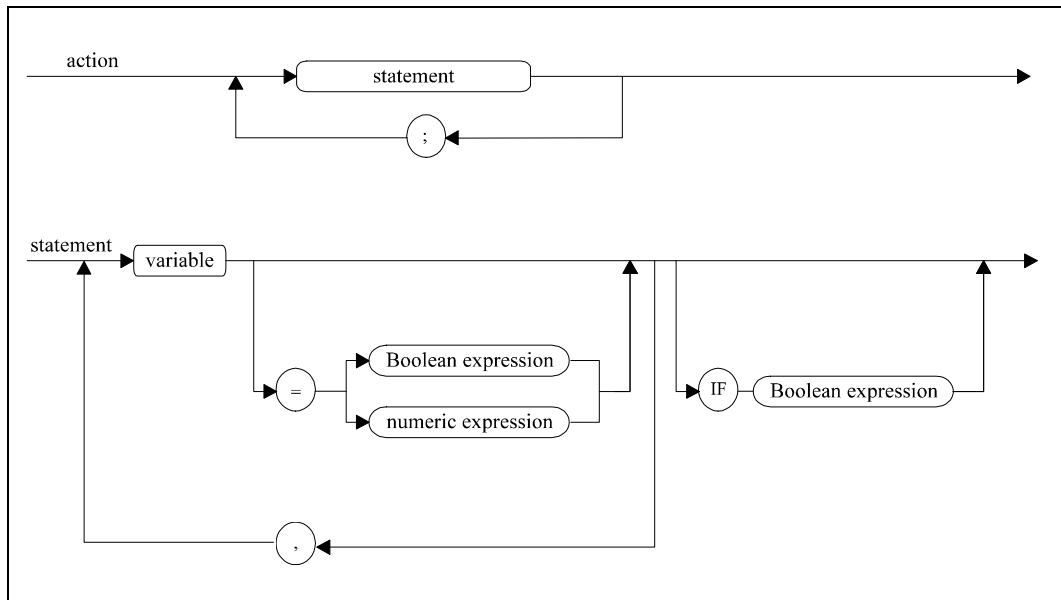 action
statement
;
statement
variable
Boolean expression
=
IF
Boolean expression
numeric expression
,